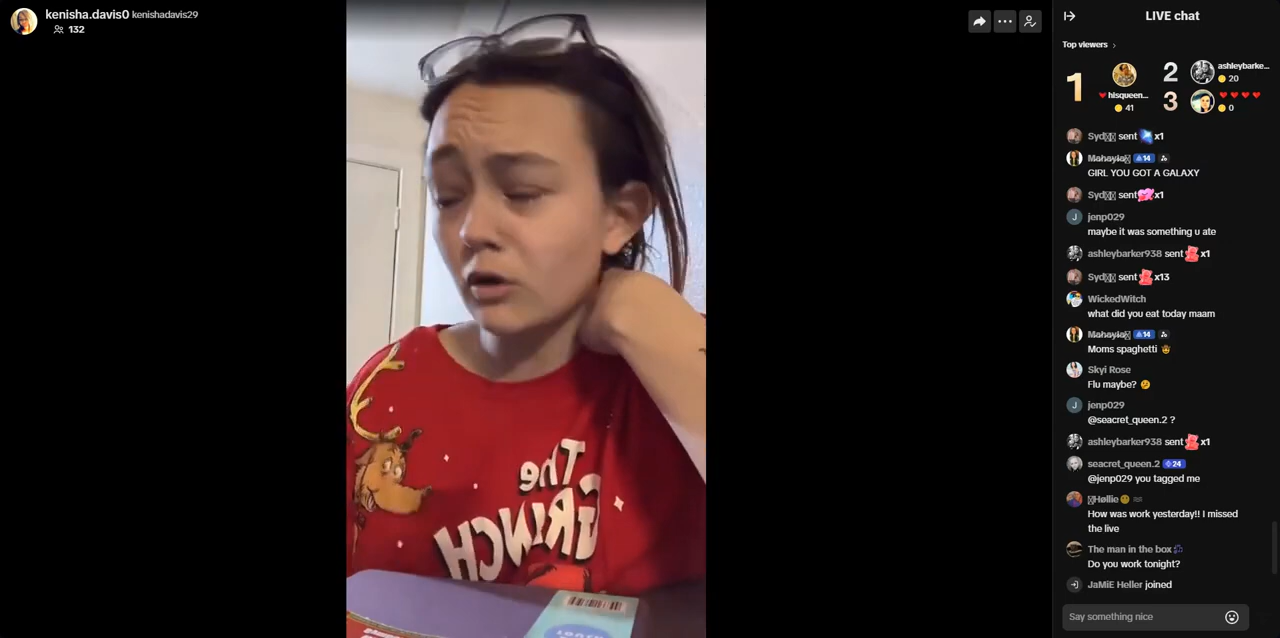 kenisha.davis0 kenishadavis29
132
LIVE chat
Top viewers
1
hisqueen...
41
2
ashleybarke...
20
3
0
Syd sent x1
Mahayla 14
GIRL YOU GOT A GALAXY
Syd sent x1
J jenp029
maybe it was something u ate
ashleybarker938 sent x1
Syd sent x13
WickedWitch
what did you eat today maam
Mahayla 14
Moms spaghetti
Skyi Rose
Flu maybe?
J jenp029
@seacret_queen.2 ?
ashleybarker938 sent x1
seacret_queen.2 24
@jenp029 you tagged me
Høllie
How was work yesterday!! I missed
the live
The man in the box
Do you work tonight?
JaMiE Heller joined
Say something nice
The
GRINCH